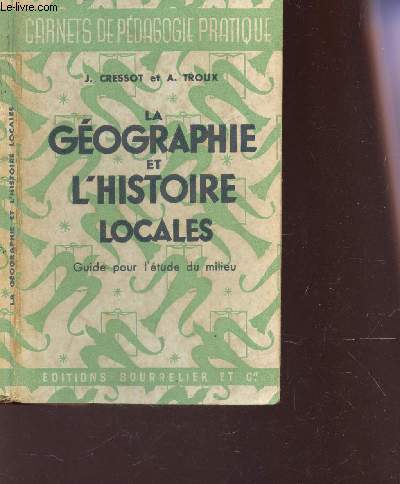 Le-livre.com
CARNETS DE PÉDAGOGIE PRATIQUE
J. CRESSOT et A. TROUX
LA
GÉOGRAPHIE
ET
L'HISTOIRE
LOCALES
Guide pour l'étude du milieu
EDITIONS BOURRELIER ET Cie
LA GÉOGRAPHIE ET L'HISTOIRE LOCALES